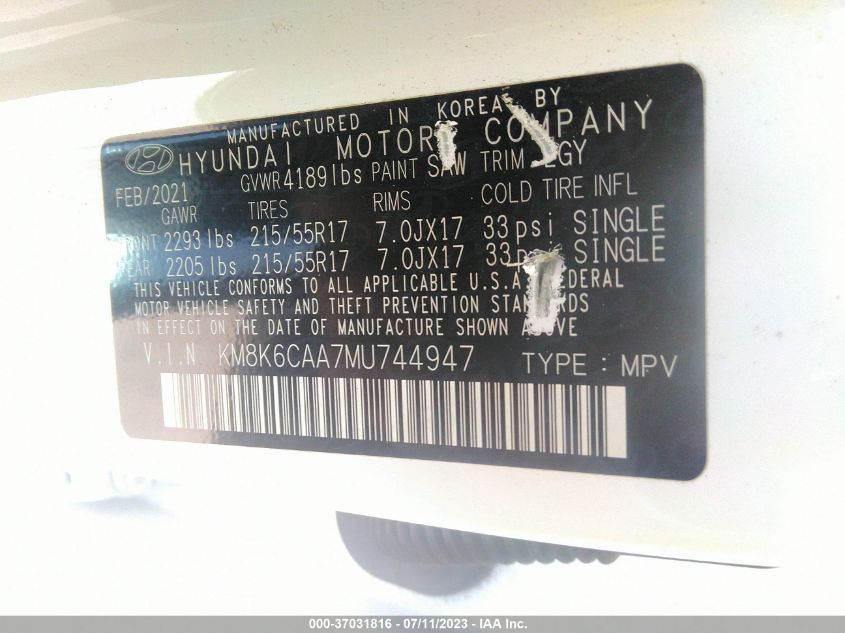 MANUFACTURED IN KOREA BY
HYUNDAI MOTOR COMPANY
FEB/2021 GVWR 4189lbs PAINT SAW TRIM
GAWR TIRES RIMS COLD TIRE INFL
2293 lbs 215/55R17 7.0JX17 33 psi SINGLE
2205 lbs 215/55R17 7.0JX17 SINGLE
THIS VEHICLE CONFORMS TO ALL APPLICABLE U.S.A FEDERAL
MOTOR VEHICLE SAFETY AND THEFT PREVENTION STANDARDS
IN EFFECT ON THE DATE OF MANUFACTURE SHOWN ABOVE.
V.I.N KM8K6CAA7MU744947 TYPE: MPV
000-37031816 - 07/11/2023 - IAA Inc.